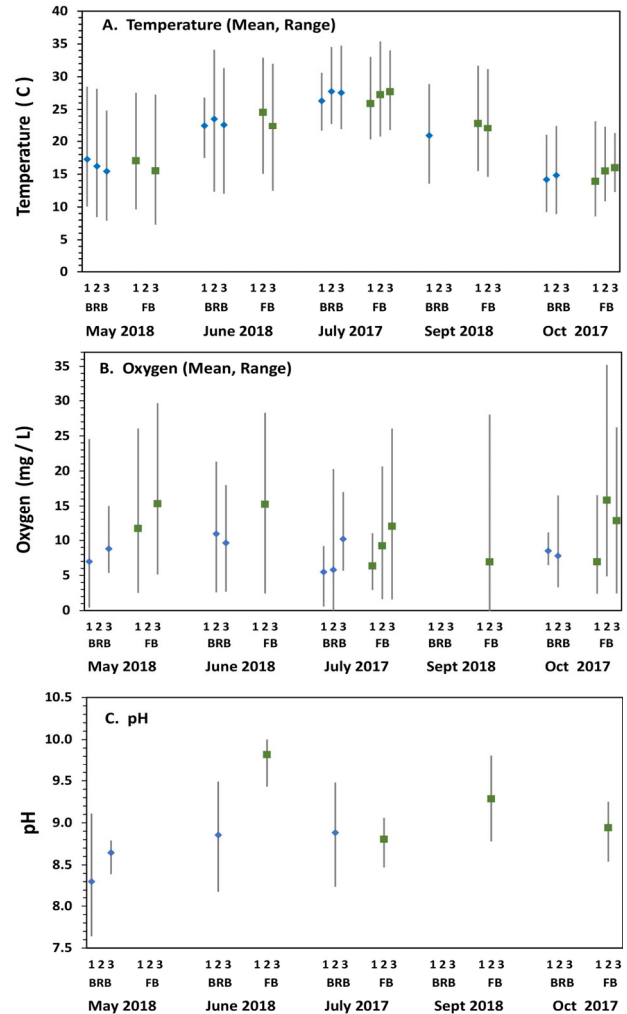 A. Temperature (Mean, Range)
40
35
30
25
20
15
10
5
0
Temperature ( C )
1 2 3 1 2 3 1 2 3 1 2 3 1 2 3 1 2 3 1 2 3 1 2 3 1 2 3 1 2 3
BRB FB BRB FB BRB FB BRB FB BRB FB
May 2018 June 2018 July 2017 Sept 2018 Oct 2017
B. Oxygen (Mean, Range)
35
30
25
20
15
10
5
0
Oxygen (mg / L)
1 2 3 1 2 3 1 2 3 1 2 3 1 2 3 1 2 3 1 2 3 1 2 3 1 2 3 1 2 3
BRB FB BRB FB BRB FB BRB FB BRB FB
May 2018 June 2018 July 2017 Sept 2018 Oct 2017
C. pH
10.5
10.0
9.5
9.0
8.5
8.0
7.5
pH
1 2 3 1 2 3 1 2 3 1 2 3 1 2 3 1 2 3 1 2 3 1 2 3 1 2 3 1 2 3
BRB FB BRB FB BRB FB BRB FB BRB FB
May 2018 June 2018 July 2017 Sept 2018 Oct 2017